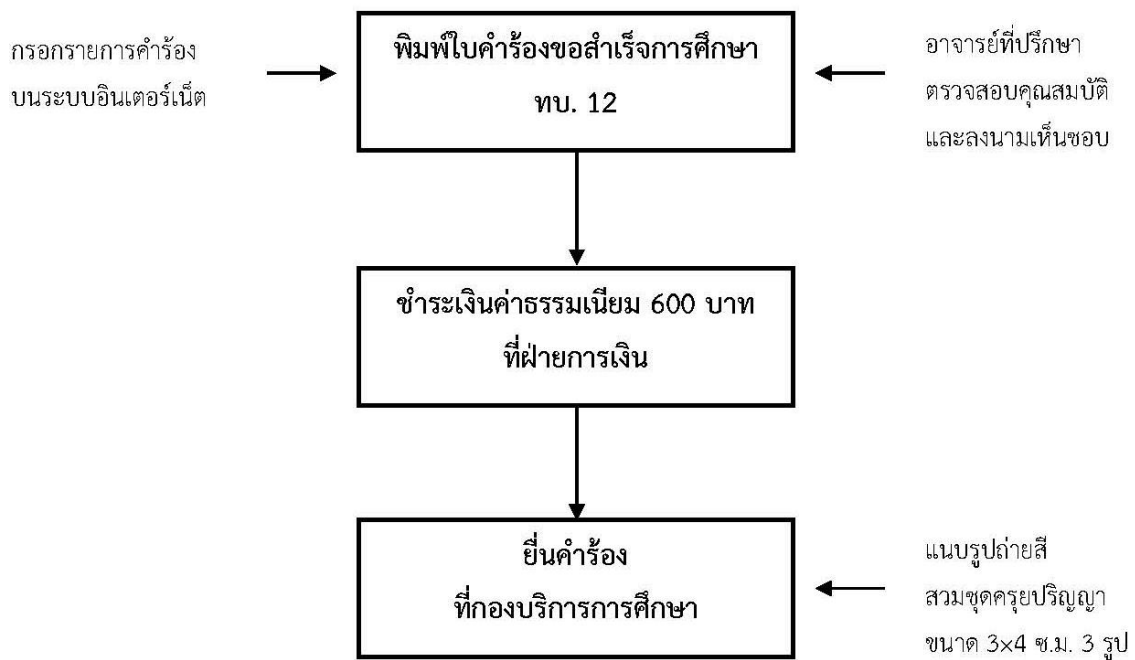 กรอกรายการคำร้อง
บนระบบอินเตอร์เน็ต
พิมพ์ใบคำร้องขอสำเร็จการศึกษา
ทบ. 12
อาจารย์ที่ปรึกษา
ตรวจสอบคุณสมบัติ
และลงนามเห็นชอบ
ชำระเงินค่าธรรมเนียม 600 บาท
ที่ฝ่ายการเงิน
ยื่นคำร้อง
ที่กองบริการการศึกษา
แนบรูปถ่ายสี
สวมชุดครุยปริญญา
ขนาด 3×4 ซ.ม. 3 รูป